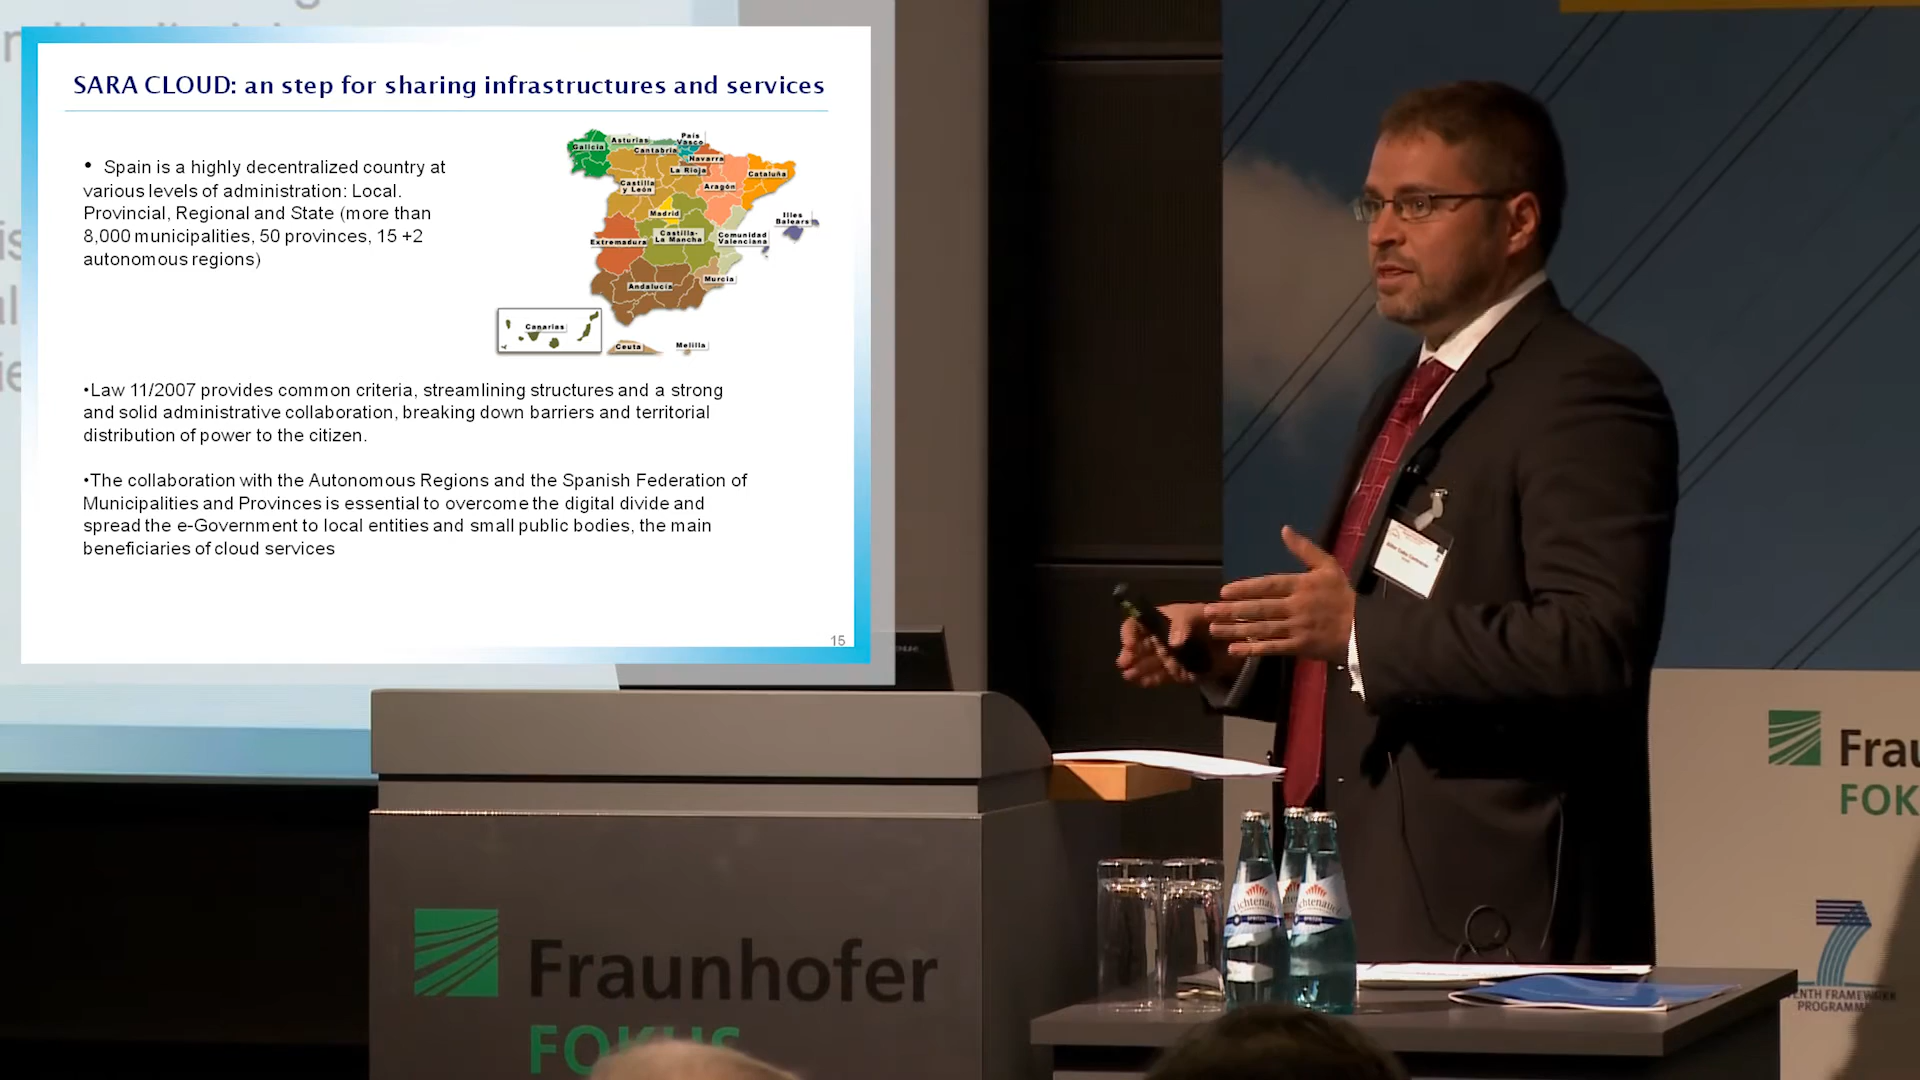 SARA CLOUD: an step for sharing infrastructures and services
• Spain is a highly decentralized country at
various levels of administration: Local.
Provincial, Regional and State (more than
8,000 municipalities, 50 provinces, 15 +2
autonomous regions)
Galicia
Asturias
Cantabria
País
Vasco
Navarra
La Rioja
Cataluña
Aragón
Castilla
y León
Madrid
Illes
Balears
Extremadura
Castilla-
La Mancha
Comunidad
Valenciana
Murcia
Andalucía
Canarias
Ceuta
Melilla
•Law 11/2007 provides common criteria, streamlining structures and a strong
and solid administrative collaboration, breaking down barriers and territorial
distribution of power to the citizen.
•The collaboration with the Autonomous Regions and the Spanish Federation of
Municipalities and Provinces is essential to overcome the digital divide and
spread the e-Government to local entities and small public bodies, the main
beneficiaries of cloud services
15
Fraunhofer
FOKUS
Lichtenauer
Frau
FOK
ENTH FRAMEWORK
PROGRAMM